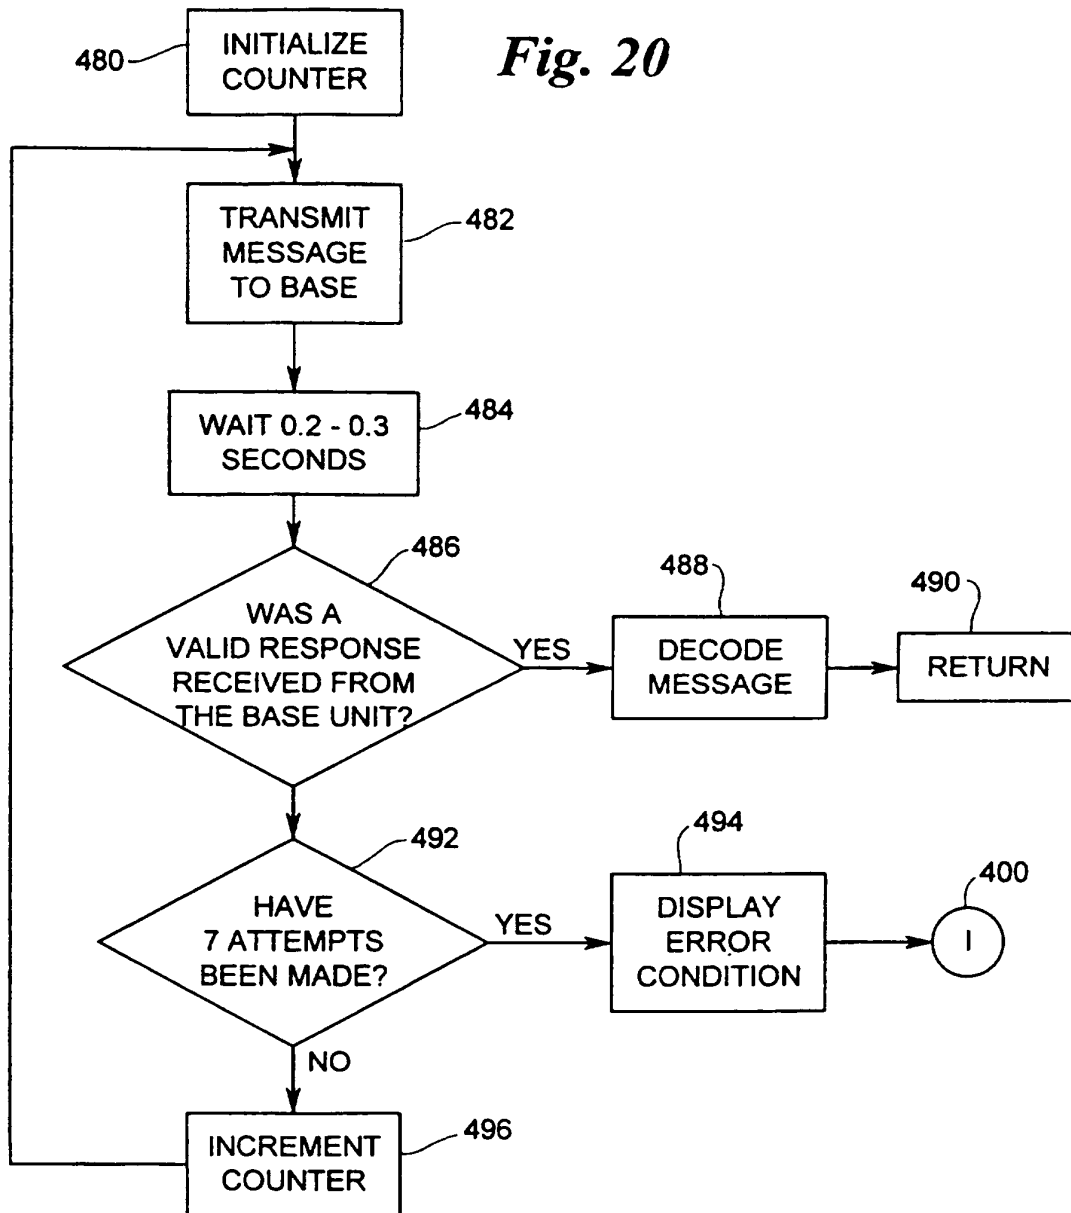 Fig. 20
480
INITIALIZE
COUNTER
TRANSMIT
MESSAGE
TO BASE
482
WAIT 0.2 - 0.3
SECONDS
484
486
WAS A
VALID RESPONSE
RECEIVED FROM
THE BASE UNIT?
YES
488
DECODE
MESSAGE
490
RETURN
492
HAVE
7 ATTEMPTS
BEEN MADE?
YES
494
DISPLAY
ERROR
CONDITION
400
I
NO
INCREMENT
COUNTER
496